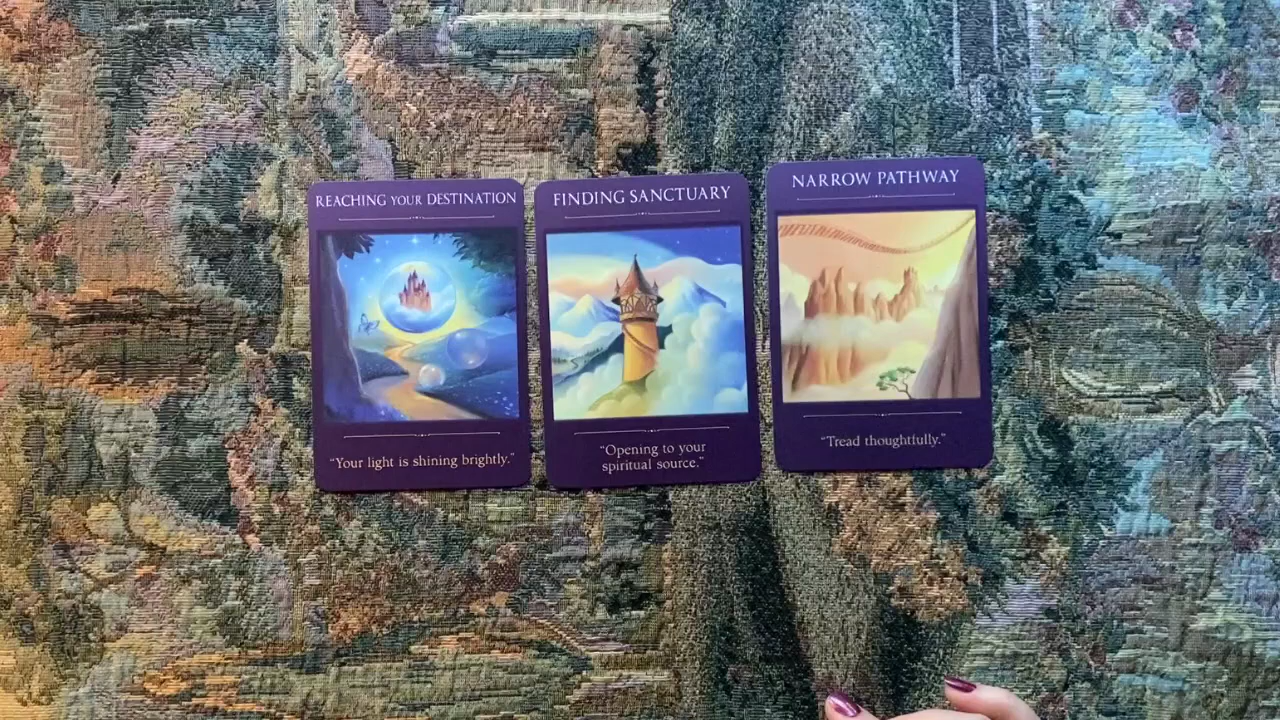 REACHING YOUR DESTINATION
"Your light is shining brightly."
FINDING SANCTUARY
"Opening to your
spiritual source."
NARROW PATHWAY
"Tread thoughtfully."